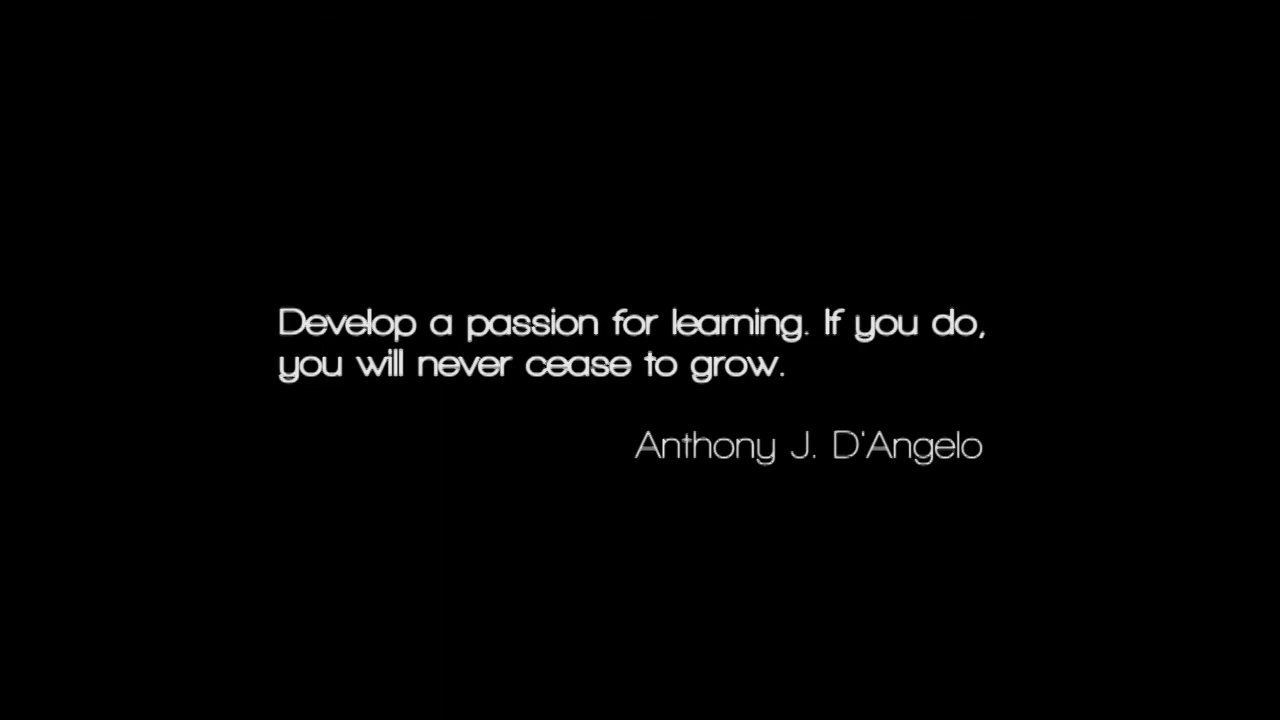 Develop a passion for learning. If you do,
you will never cease to grow.
Anthony J. D'Angelo